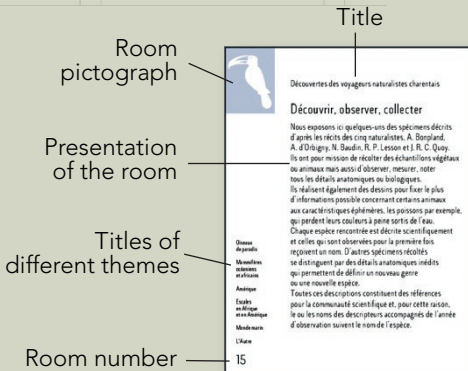 Title
Room
pictograph
Découvertes des voyageurs naturalistes charentais
Découvrir, observer, collecter
Nous exposons ici quelques-uns des spécimens décrits
d'après les récits des cinq naturalistes, A. Bonpland,
A. d'Orbigny, N. Baudin, R. P. Lesson et J. R. C. Quoy.
Ils ont pour mission de récolter des échantillons végétaux
ou animaux mais aussi d'observer, mesurer, noter
tous les détails anatomiques ou biologiques.
Ils réalisent également des dessins pour fixer le plus
d'informations possible concernant certains animaux
aux caractéristiques éphémères, les poissons par exemple,
qui perdent leurs couleurs à peine sortis de l'eau.
Chaque espèce rencontrée est décrite scientifiquement
et celles qui sont observées pour la première fois
reçoivent un nom. D'autres spécimens récoltés
se distinguent par des détails anatomiques inédits
qui permettent de définir un nouveau genre
ou une nouvelle espèce.
Toutes ces descriptions constituent des références
pour la communauté scientifique et, pour cette raison,
le ou les noms des descripteurs accompagnés de l'année
d'observation suivent le nom de l'espèce.
Presentation
of the room
Titles of
different themes
Oiseaux
de paradis
Mammifères
océaniens
et africains
Amérique
Escales
en Afrique
et en Amérique
Monde marin
L'Autre
Room number
15